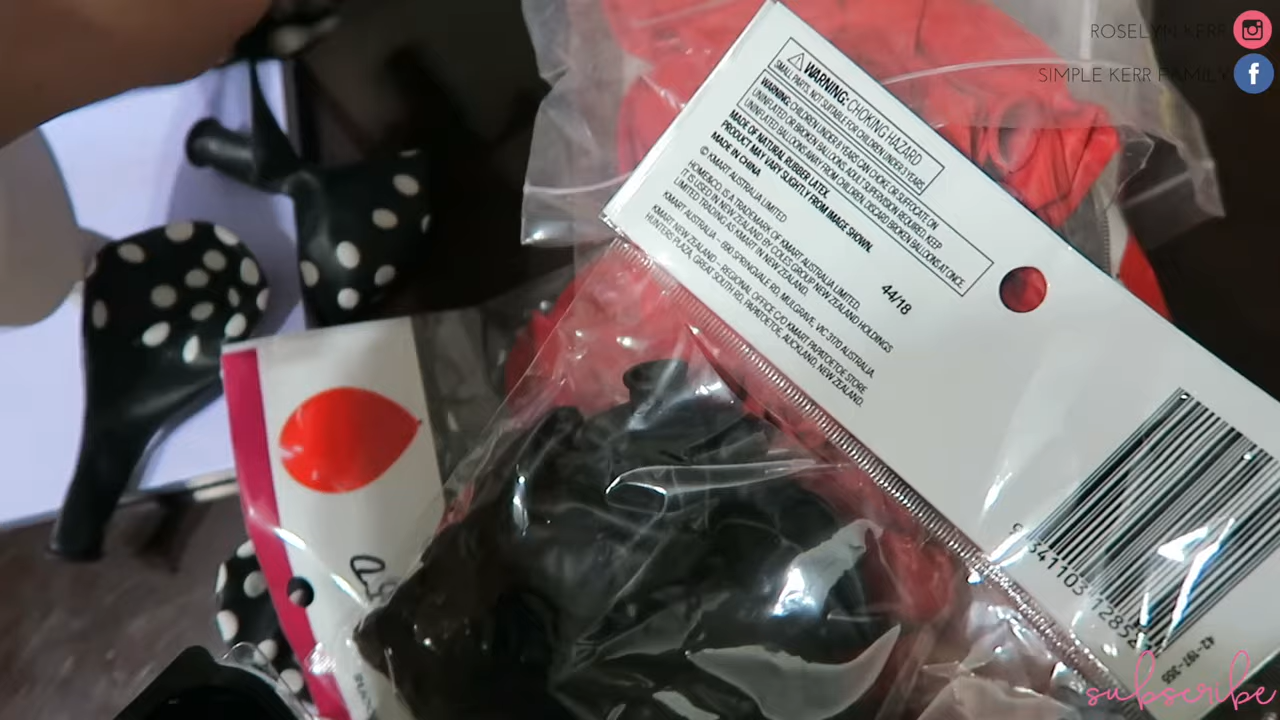 ROSELYN KERR
SIMPLE KERR FAMILY
WARNING: CHOKING HAZARD
SMALL PARTS. NOT SUITABLE FOR CHILDREN UNDER 3 YEARS.
WARNING: CHILDREN UNDER 8 YEARS CAN CHOKE OR SUFFOCATE ON
UNINFLATED OR BROKEN BALLOONS. ADULT SUPERVISION REQUIRED. KEEP
UNINFLATED BALLOONS AWAY FROM CHILDREN. DISCARD BROKEN BALLOONS AT ONCE.
MADE OF NATURAL RUBBER LATEX.
PRODUCT MAY VARY SLIGHTLY FROM IMAGE SHOWN.
MADE IN CHINA
44/18
© KMART AUSTRALIA LIMITED
HOMEMCO. IS A TRADEMARK OF KMART AUSTRALIA LIMITED.
IT IS USED IN NEW ZEALAND BY COLES GROUP NEW ZEALAND HOLDINGS
LIMITED TRADING AS KMART IN NEW ZEALAND.
KMART AUSTRALIA – 690 SPRINGVALE RD, MULGRAVE, VIC 3170 AUSTRALIA.
KMART NEW ZEALAND – REGIONAL OFFICE C/O KMART PAPATOETOE STORE
HUNTERS PLAZA, GREAT SOUTH RD, PAPATOETOE, AUCKLAND, NEW ZEALAND.
42-197-355
subscribe